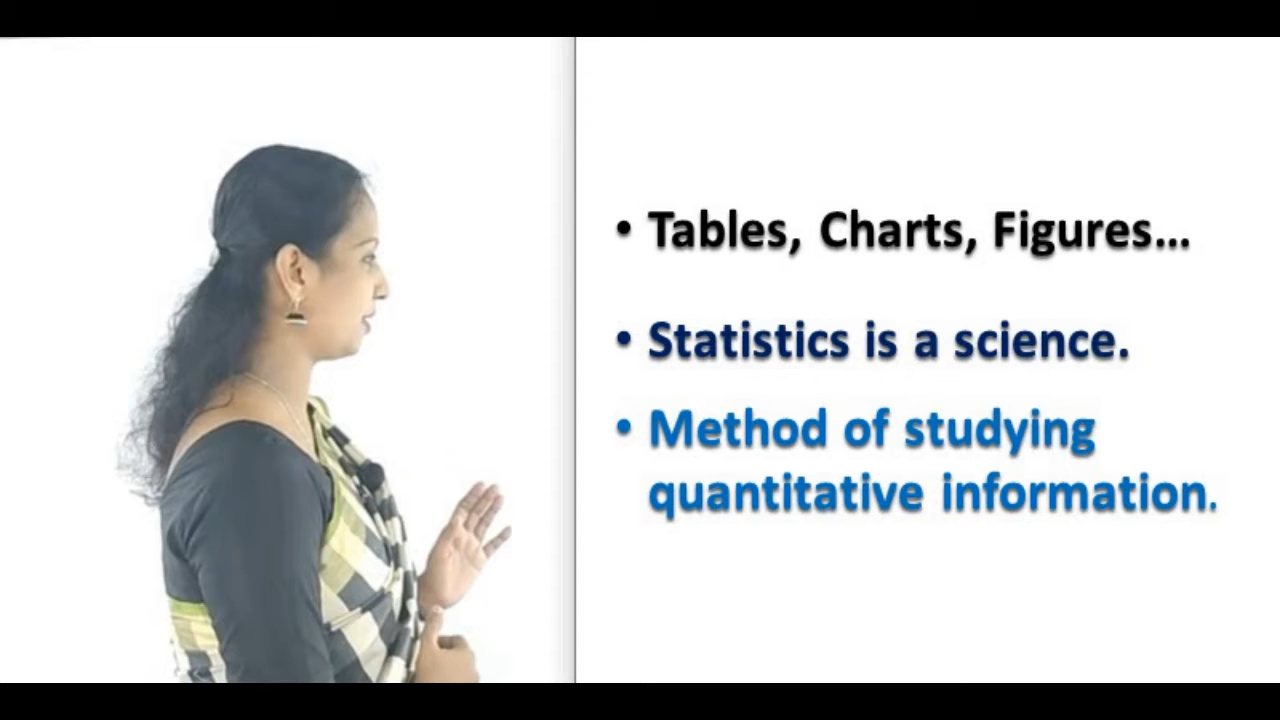 • Tables, Charts, Figures...
• Statistics is a science.
• Method of studying
quantitative information.